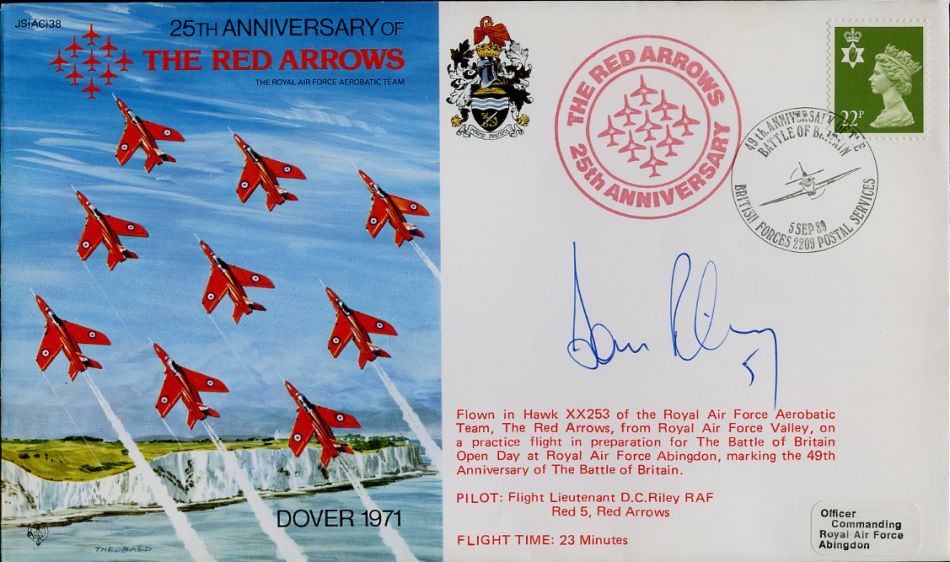 JS(AC)38
25TH ANNIVERSARY OF
THE RED ARROWS
THE ROYAL AIR FORCE AEROBATIC TEAM
DOVER 1971
THEOBALD
THE RED ARROWS
25th ANNIVERSARY
22P
49th ANNIVERSARY OF THE
BATTLE OF BRITAIN
5 SEP 89
BRITISH FORCES 2209 POSTAL SERVICES
Flown in Hawk XX253 of the Royal Air Force Aerobatic
Team, The Red Arrows, from Royal Air Force Valley, on
a practice flight in preparation for The Battle of Britain
Open Day at Royal Air Force Abingdon, marking the 49th
Anniversary of The Battle of Britain.
PILOT: Flight Lieutenant D.C.Riley RAF
Red 5, Red Arrows
FLIGHT TIME: 23 Minutes
Officer
Commanding
Royal Air Force
Abingdon